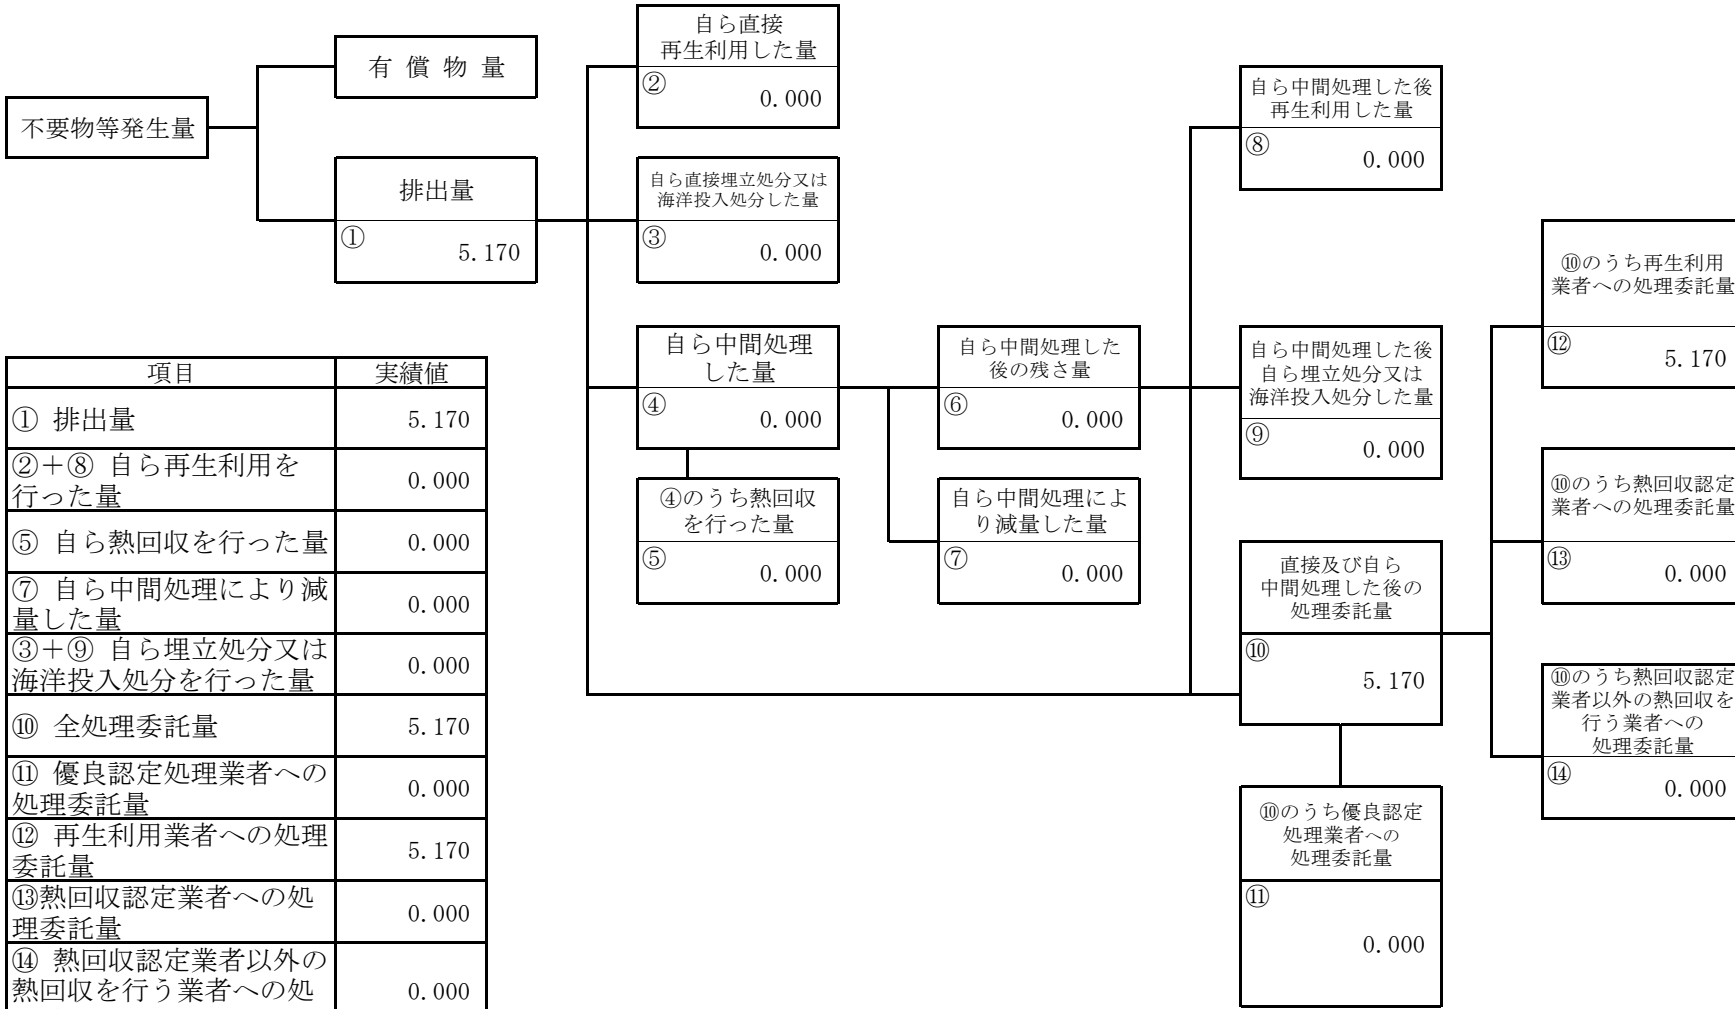 不要物等発生量
有 償 物 量
排出量
①
5.170
自ら直接
再生利用した量
②
0.000
自ら直接埋立処分又は
海洋投入処分した量
③
0.000
自ら中間処理
した量
④
0.000
④のうち熱回収
を行った量
⑤
0.000
自ら中間処理した
後の残さ量
⑥
0.000
自ら中間処理によ
り減量した量
⑦
0.000
自ら中間処理した後
再生利用した量
⑧
0.000
自ら中間処理した後
自ら埋立処分又は
海洋投入処分した量
⑨
0.000
直接及び自ら
中間処理した後の
処理委託量
⑩
5.170
⑩のうち優良認定
処理業者への
処理委託量
⑪
0.000
⑩のうち再生利用
業者への処理委託量
⑫
5.170
⑩のうち熱回収認定
業者への処理委託量
⑬
0.000
⑩のうち熱回収認定
業者以外の熱回収を
行う業者への
処理委託量
⑭
0.000
項目 実績値
① 排出量 5.170
②+⑧ 自ら再生利用を
行った量 0.000
⑤ 自ら熱回収を行った量 0.000
⑦ 自ら中間処理により減
量した量 0.000
③+⑨ 自ら埋立処分又は
海洋投入処分を行った量 0.000
⑩ 全処理委託量 5.170
⑪ 優良認定処理業者への
処理委託量 0.000
⑫ 再生利用業者への処理
委託量 5.170
⑬熱回収認定業者への処
理委託量 0.000
⑭ 熱回収認定業者以外の
熱回収を行う業者への処 0.000